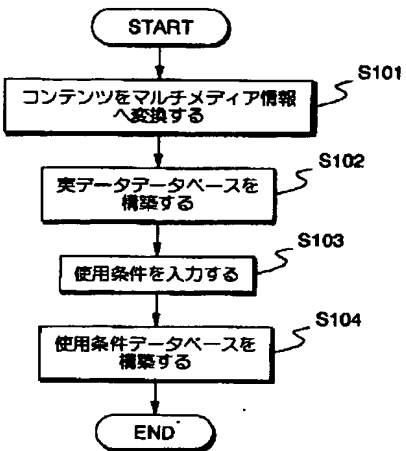 START
S101
コンテンツをマルチメディア情報
へ変換する
S102
実データデータベースを
構築する
S103
使用条件を入力する
S104
使用条件データベースを
構築する
END